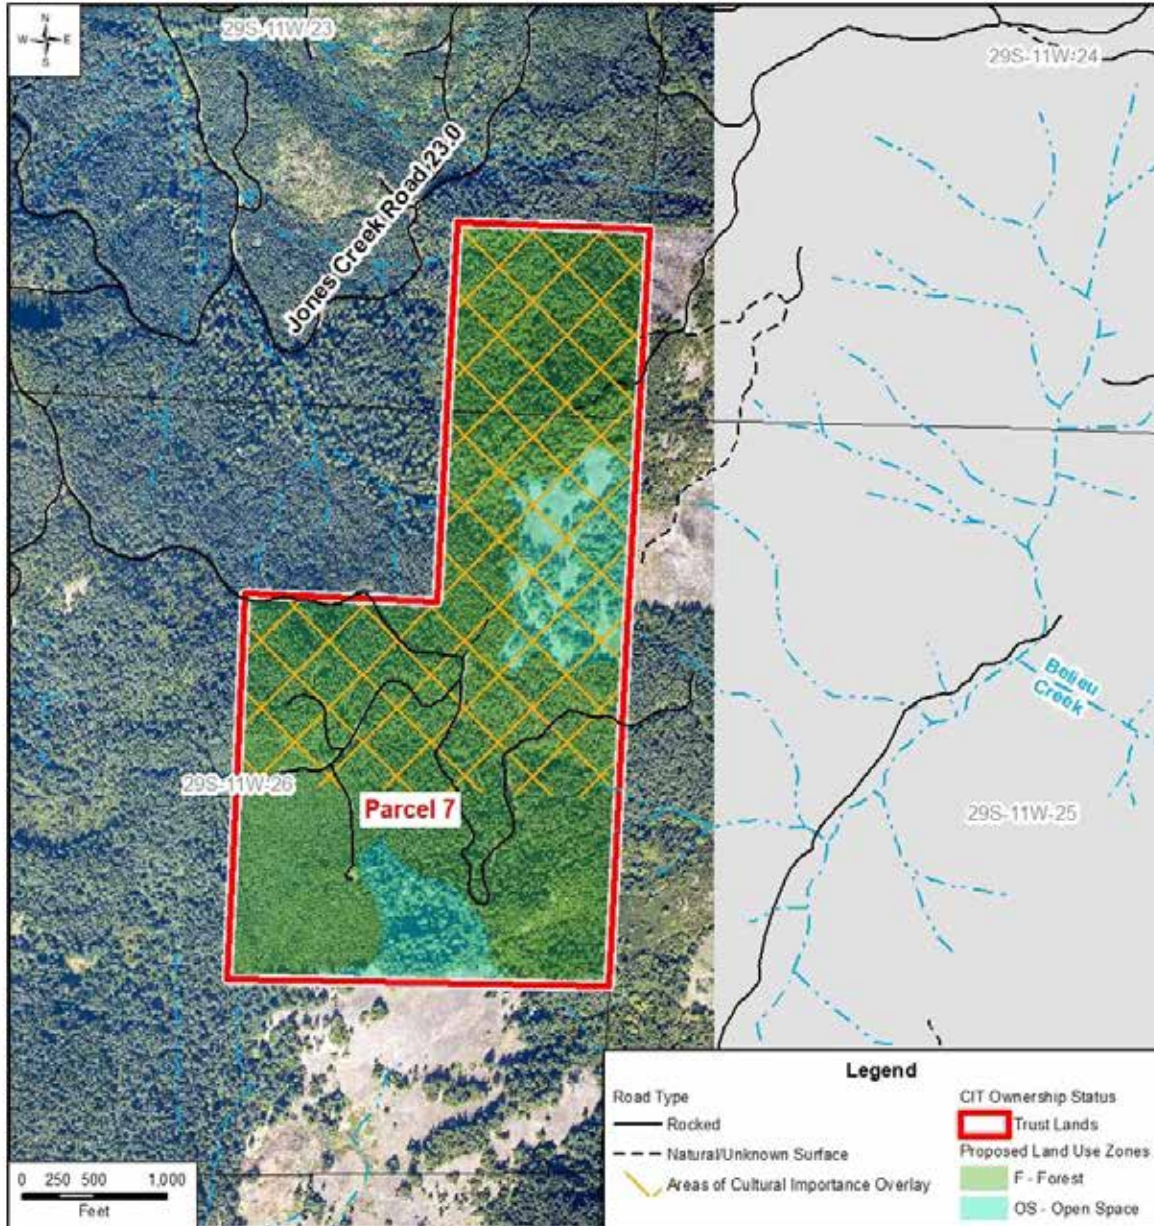 N
W E
S
29S-11W-23
29S-11W-24
Jones Creek Road 23.0
Belieu
Creek
29S-11W-26
Parcel 7
29S-11W-25
0 250 500 1,000
Feet
Legend
Road Type
Rocked
Natural/Unknown Surface
Areas of Cultural Importance Overlay
CIT Ownership Status
Trust Lands
Proposed Land Use Zones
F - Forest
OS - Open Space